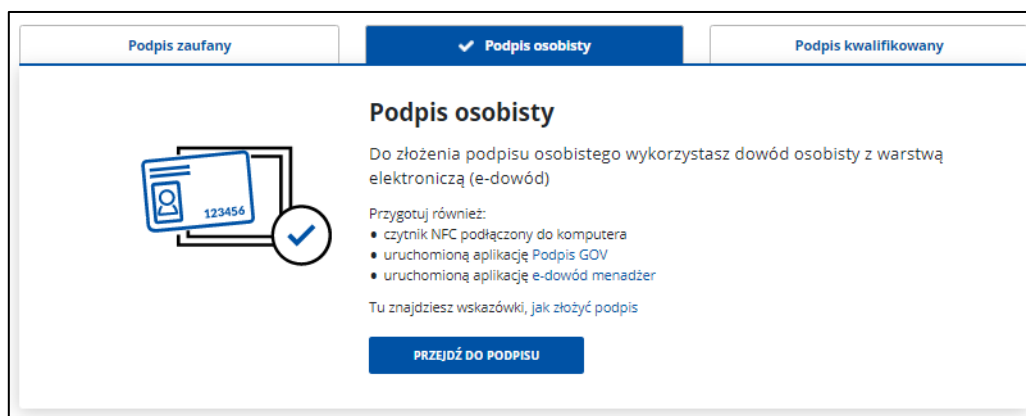 Podpis zaufany
Podpis osobisty
Podpis kwalifikowany
Podpis osobisty
Do złożenia podpisu osobistego wykorzystasz dowód osobisty z warstwą
elektroniczą (e-dowód)
123456
Przygotuj również:
• czytnik NFC podłączony do komputera
• uruchomioną aplikację Podpis GOV
• uruchomioną aplikację e-dowód menadżer
Tu znajdziesz wskazówki, jak złożyć podpis
PRZEJDŹ DO PODPISU